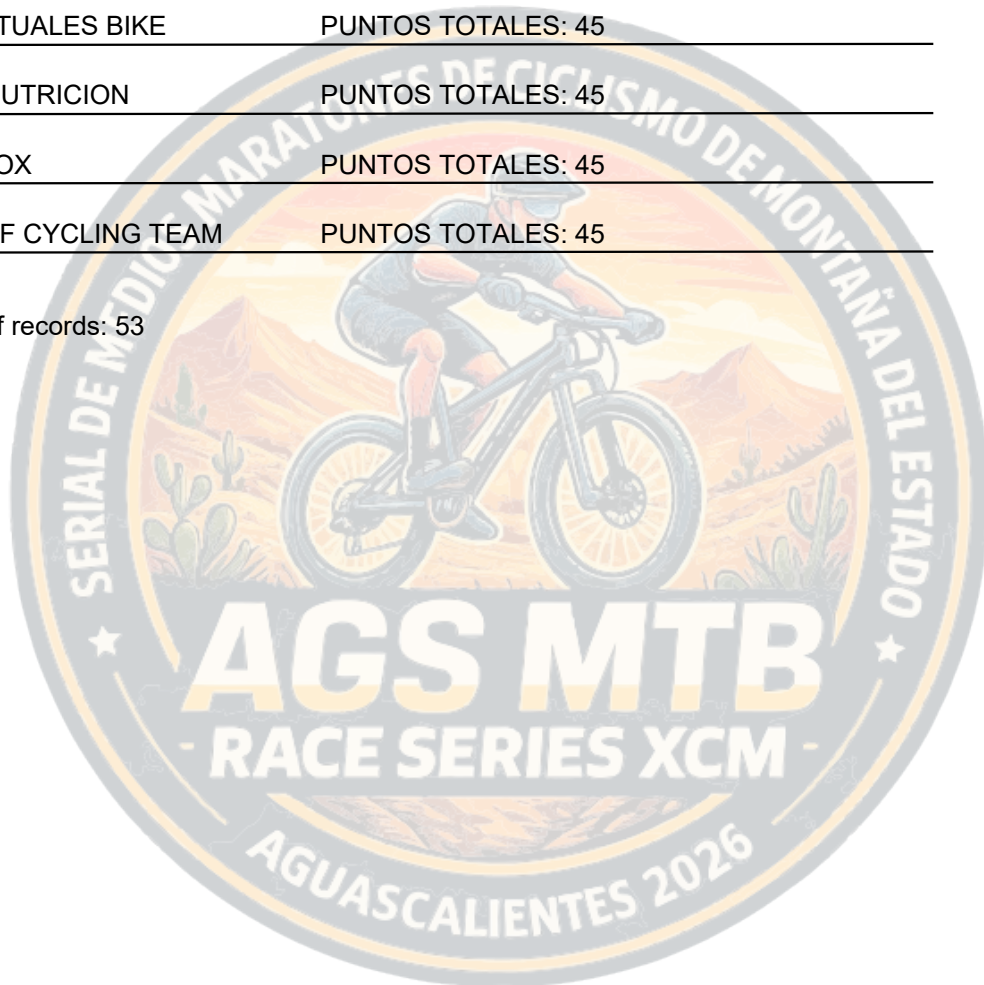 TUALES BIKE PUNTOS TOTALES: 45
UTRICION PUNTOS TOTALES: 45
OX PUNTOS TOTALES: 45
F CYCLING TEAM PUNTOS TOTALES: 45
f records: 53
SERIAL DE MEDIOS MARATONES DE CICLISMO DE MONTAÑA DEL ESTADO
AGS MTB
- RACE SERIES XCM -
AGUASCALIENTES 2026